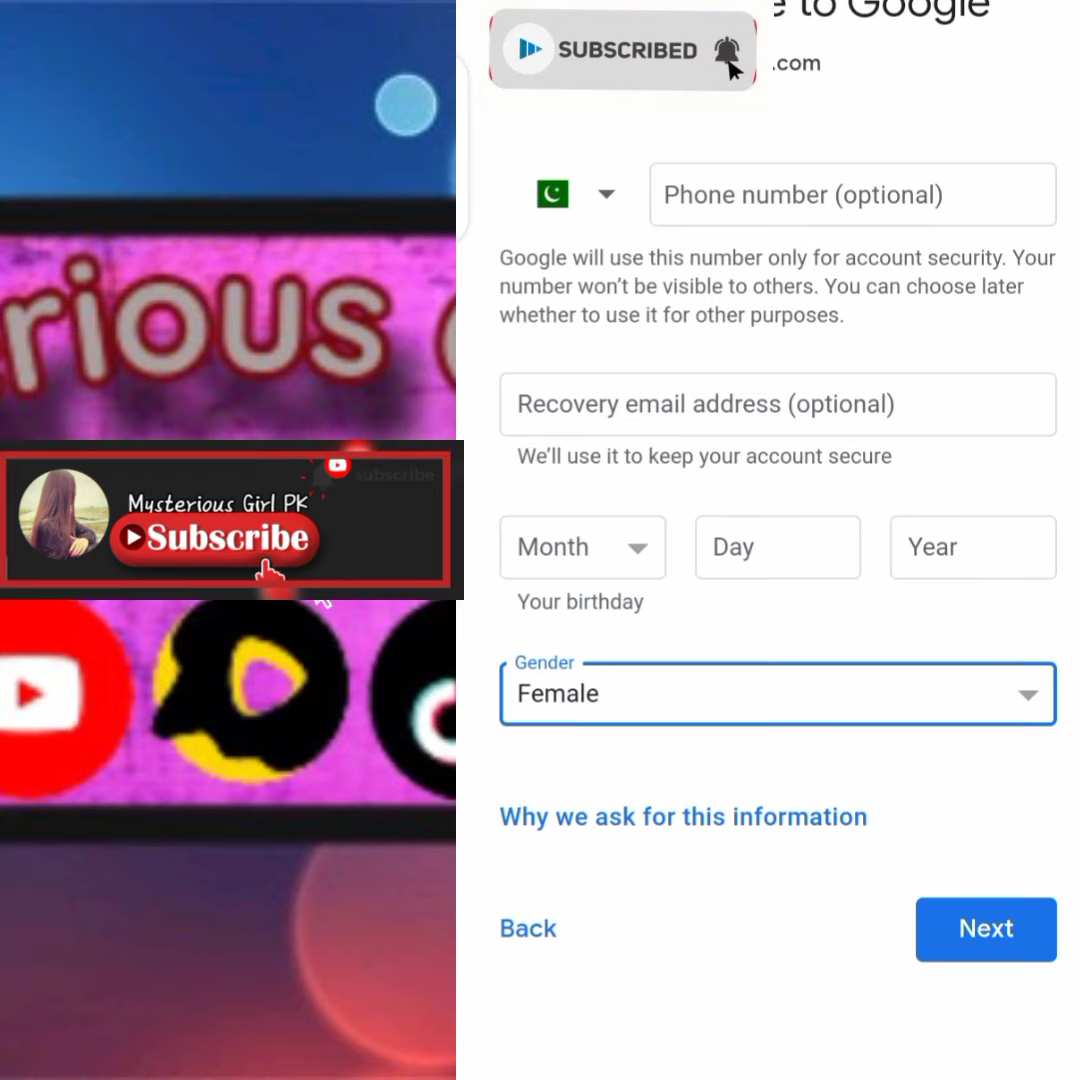 rious
subscribe
Mysterious Girl PK
Subscribe
SUBSCRIBED
e to Google
.com
Phone number (optional)
Google will use this number only for account security. Your
number won't be visible to others. You can choose later
whether to use it for other purposes.
Recovery email address (optional)
We'll use it to keep your account secure
Month
Day
Year
Your birthday
Gender
Female
Why we ask for this information
Back
Next